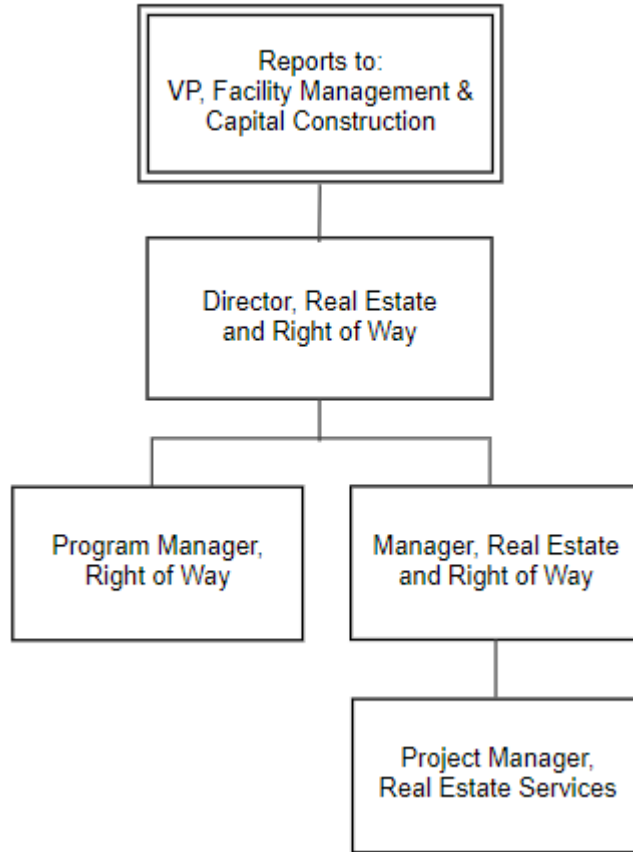 Reports to:
VP, Facility Management &
Capital Construction
Director, Real Estate
and Right of Way
Program Manager,
Right of Way
Manager, Real Estate
and Right of Way
Project Manager,
Real Estate Services